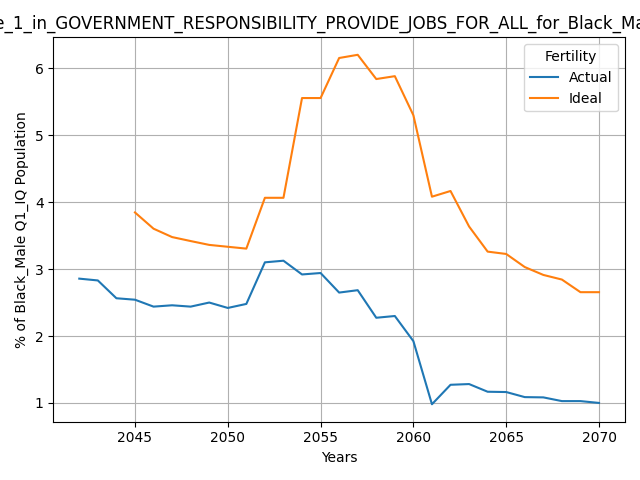 e_1_in_GOVERNMENT_RESPONSIBILITY_PROVIDE_JOBS_FOR_ALL_for_Black_Ma
Fertility
Actual
Ideal
% of Black_Male Q1_IQ Population
6
5
4
3
2
1
2045 2050 2055 2060 2065 2070
Years